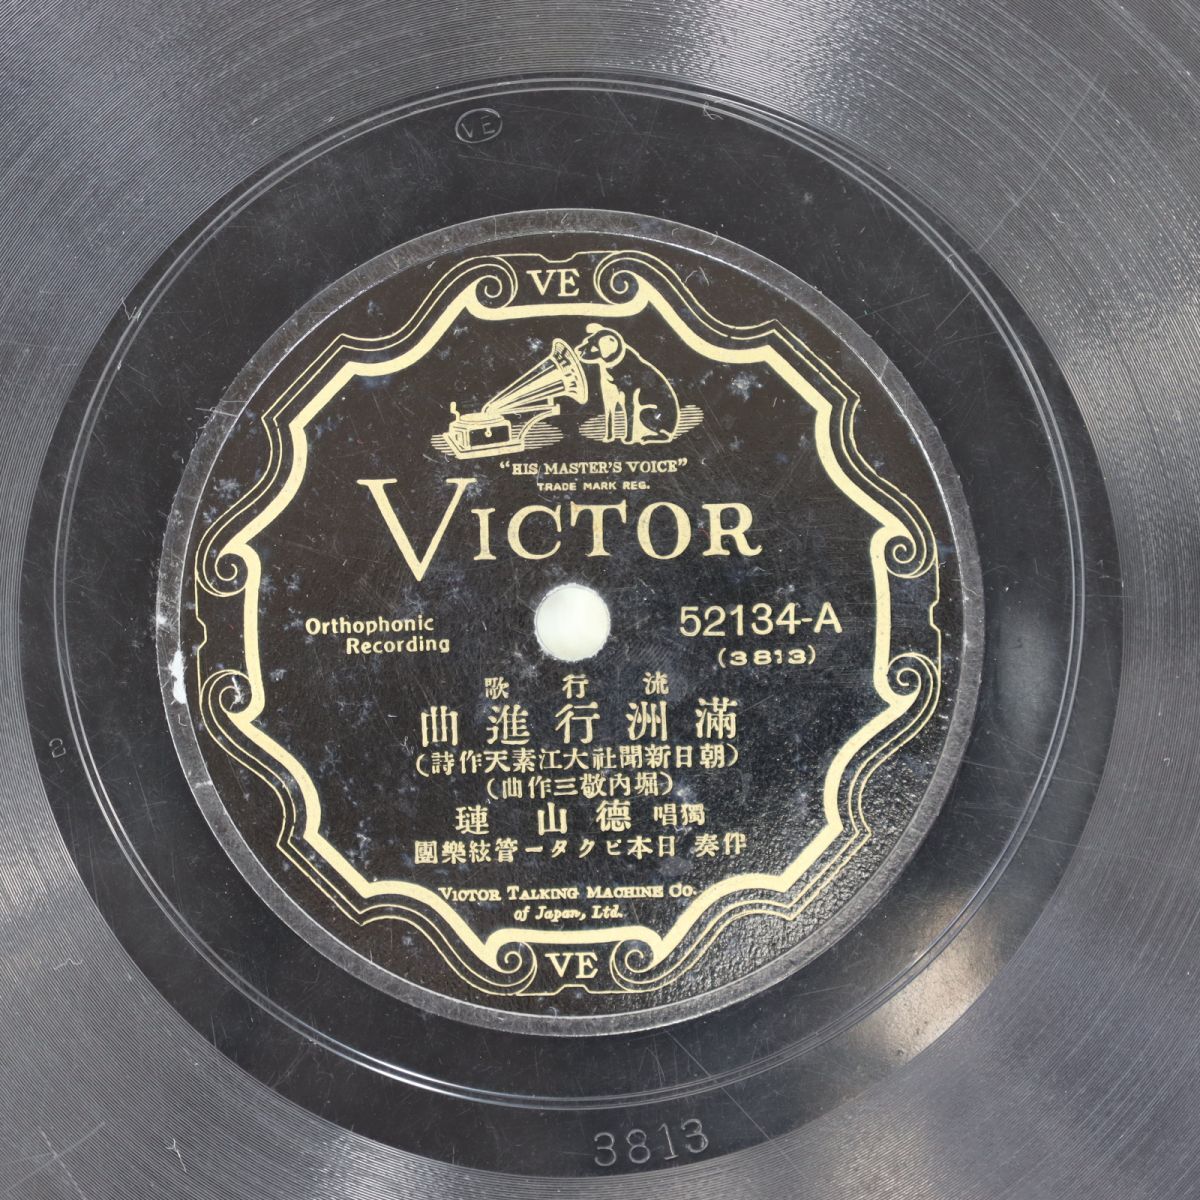 VE
VE
"HIS MASTER'S VOICE"
TRADE MARK REG.
VICTOR
Orthophonic
Recording
52134-A
(3813)
流行歌
滿洲行進曲
(朝日新聞社大江素天作詩)
(堀内敬三作曲)
獨唱 德山璉
伴奏 日本ビクター管絃樂團
VICTOR TALKING MACHINE CO.
of Japan, Ltd.
VE
3813